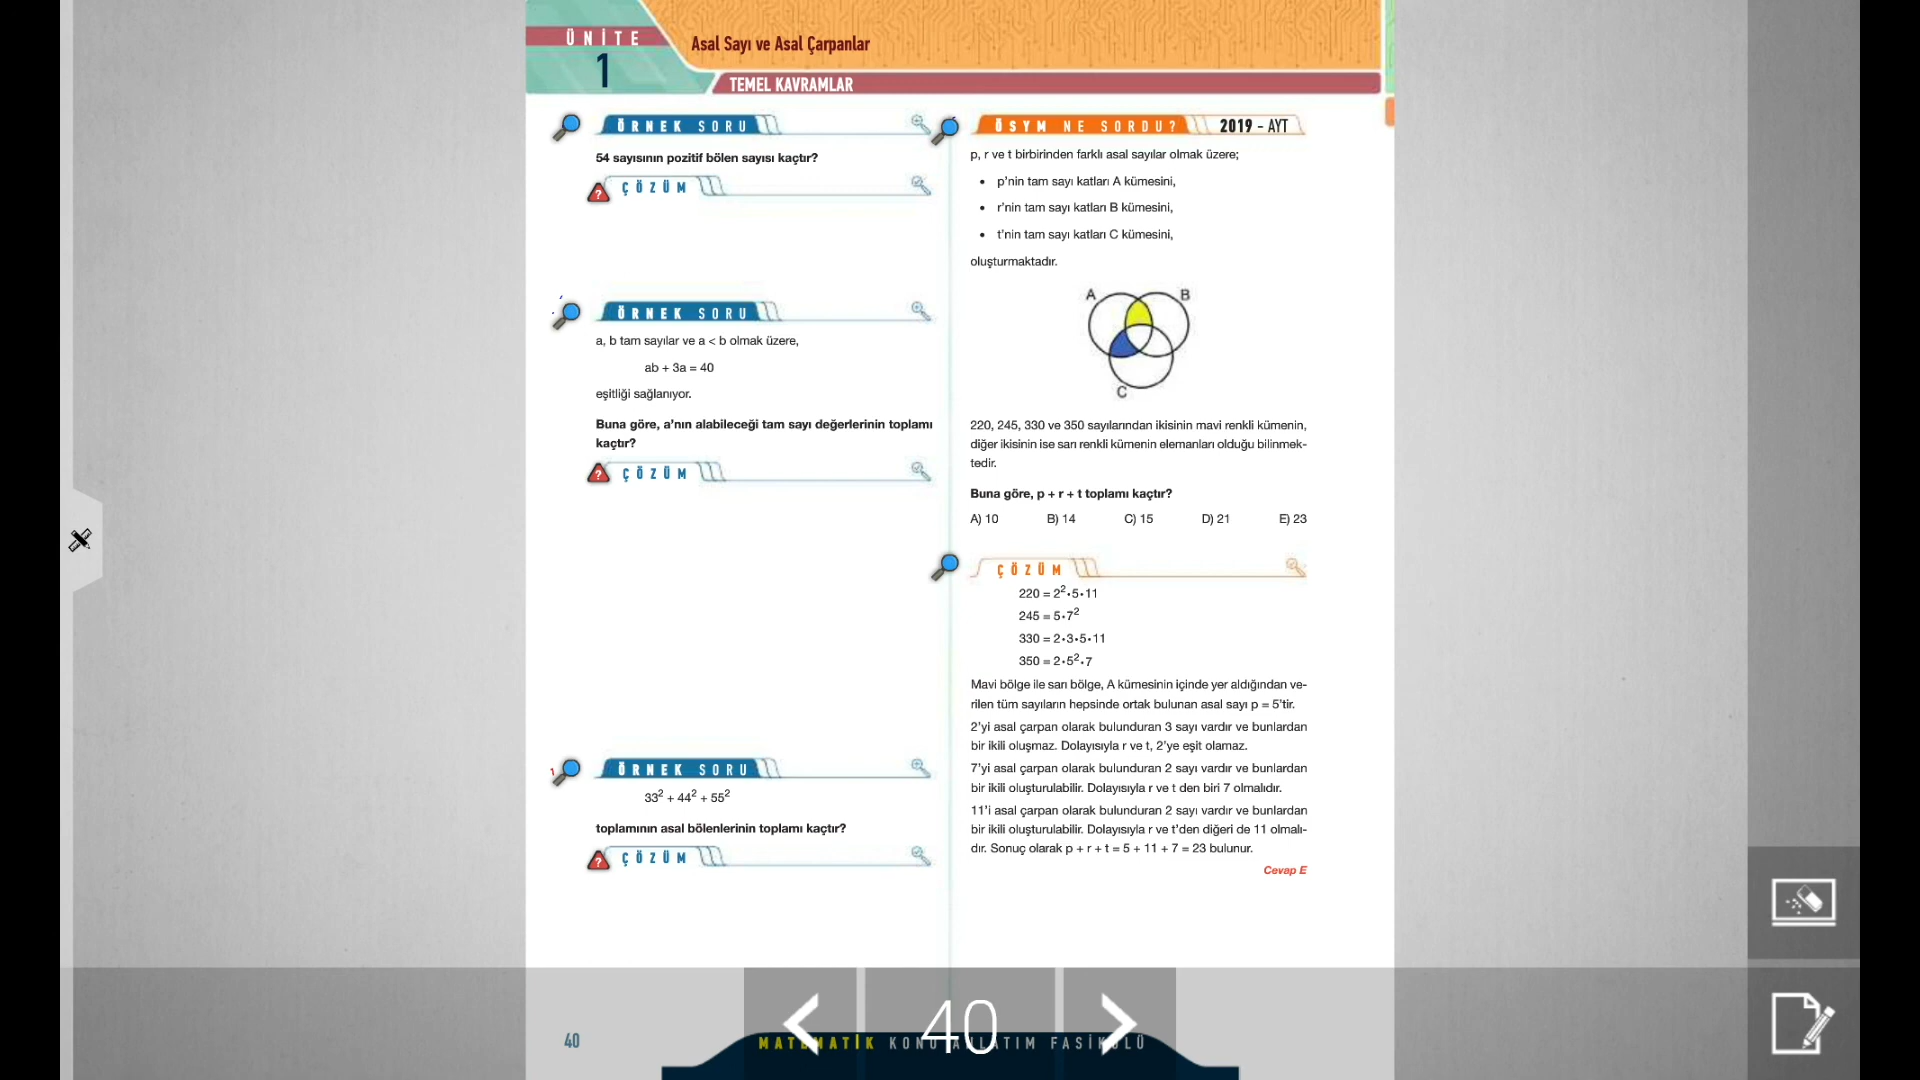 ÜNİTE
1
Asal Sayı ve Asal Çarpanlar
TEMEL KAVRAMLAR
ÖRNEK SORU
54 sayısının pozitif bölen sayısı kaçtır?
ÇÖZÜM
ÖRNEK SORU
a, b tam sayılar ve a < b olmak üzere,
ab + 3a = 40
eşitliği sağlanıyor.
Buna göre, a'nın alabileceği tam sayı değerlerinin toplamı
kaçtır?
ÇÖZÜM
ÖRNEK SORU
33² + 44² + 55²
toplamının asal bölenlerinin toplamı kaçtır?
ÇÖZÜM
ÖSYM NE SORDU? 2019 - AYT
p, r ve t birbirinden farklı asal sayılar olmak üzere;
• p'nin tam sayı katları A kümesini,
• r'nin tam sayı katları B kümesini,
• t'nin tam sayı katları C kümesini,
oluşturmaktadır.
A B
C
220, 245, 330 ve 350 sayılarından ikisinin mavi renkli kümenin,
diğer ikisinin ise sarı renkli kümenin elemanları olduğu bilinmek-
tedir.
Buna göre, p + r + t toplamı kaçtır?
A) 10 B) 14 C) 15 D) 21 E) 23
ÇÖZÜM
220 = 2²·5·11
245 = 5·7²
330 = 2·3·5·11
350 = 2·5²·7
Mavi bölge ile sarı bölge, A kümesinin içinde yer aldığından ve-
rilen tüm sayıların hepsinde ortak bulunan asal sayı p = 5'tir.
2'yi asal çarpan olarak bulunduran 3 sayı vardır ve bunlardan
bir ikili oluşmaz. Dolayısıyla r ve t, 2'ye eşit olamaz.
7'yi asal çarpan olarak bulunduran 2 sayı vardır ve bunlardan
bir ikili oluşturulabilir. Dolayısıyla r ve t den biri 7 olmalıdır.
11'i asal çarpan olarak bulunduran 2 sayı vardır ve bunlardan
bir ikili oluşturulabilir. Dolayısıyla r ve t'den diğeri de 11 olmalı-
dır. Sonuç olarak p + r + t = 5 + 11 + 7 = 23 bulunur.
Cevap E
40
40